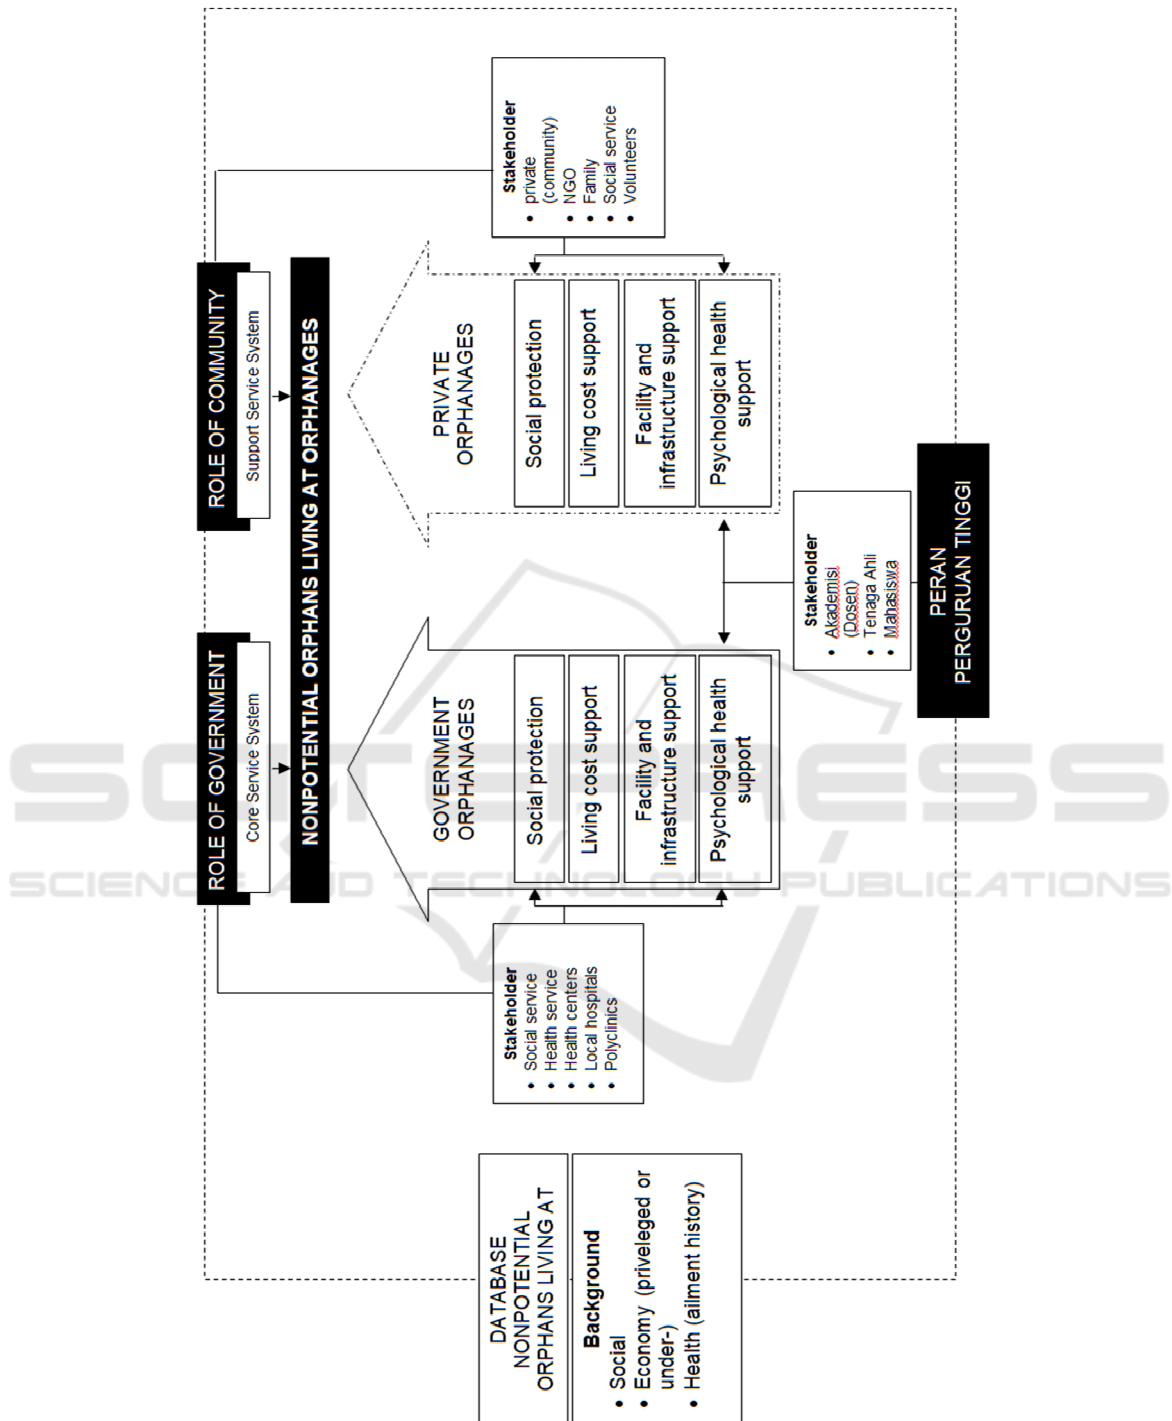 ROLE OF GOVERNMENT
Core Service System
ROLE OF COMMUNITY
Support Service System
NONPOTENTIAL ORPHANS LIVING AT ORPHANAGES
DATABASE
NONPOTENTIAL
ORPHANS LIVING AT
Background
• Social
• Economy (priveleged or
under-)
• Health (ailment history)
Stakeholder
• Social service
• Health service
• Health centers
• Local hospitals
• Polyclinics
GOVERNMENT
ORPHANAGES
Social protection
Living cost support
Facility and
infrastructure support
Psychological health
support
PRIVATE
ORPHANAGES
Social protection
Living cost support
Facility and
infrastructure support
Psychological health
support
Stakeholder
• private
(community)
• NGO
• Family
• Social service
• Volunteers
Stakeholder
• Akademisi
(Dosen)
• Tenaga Ahli
• Mahasiswa
PERAN
PERGURUAN TINGGI
SCITEPRESS
SCIENCE AND TECHNOLOGY PUBLICATIONS